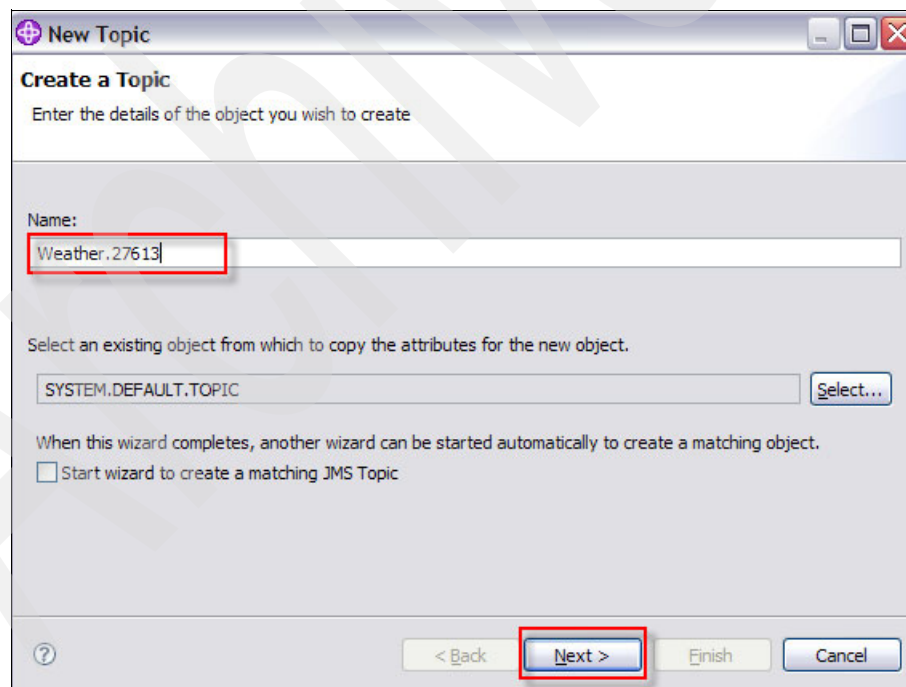 New Topic
Create a Topic
Enter the details of the object you wish to create
Name:
Weather.27613
Select an existing object from which to copy the attributes for the new object.
SYSTEM.DEFAULT.TOPIC Select...
When this wizard completes, another wizard can be started automatically to create a matching object.
Start wizard to create a matching JMS Topic
? < Back Next > Finish Cancel